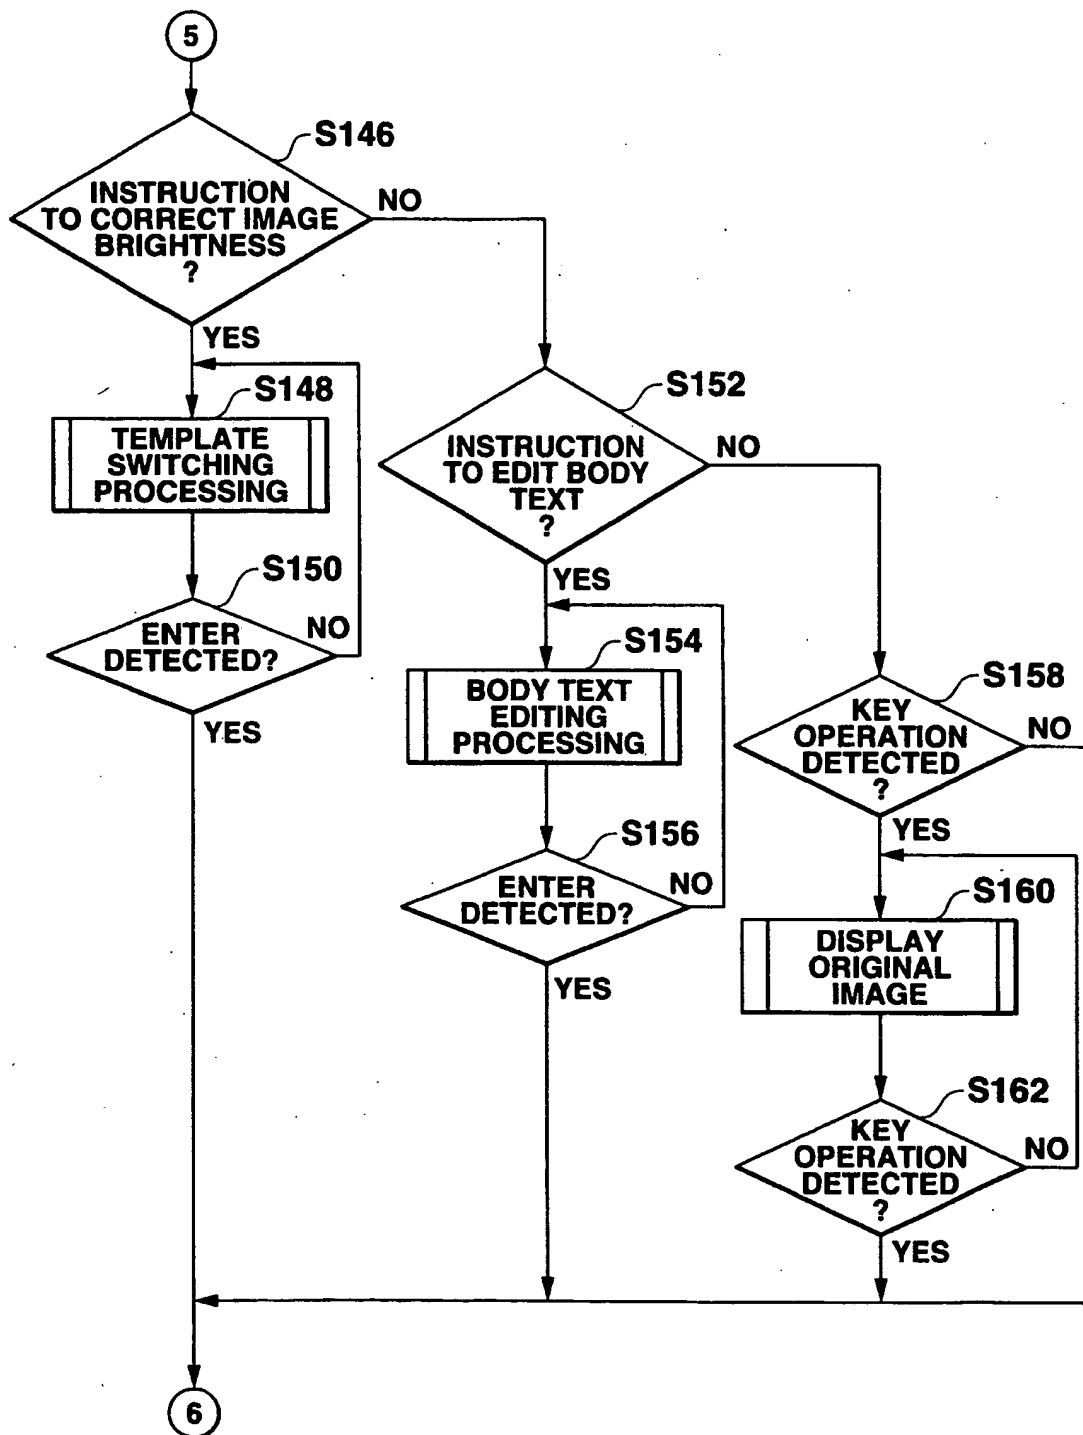 5
S146
INSTRUCTION
TO CORRECT IMAGE
BRIGHTNESS
?
NO
YES
S148
TEMPLATE
SWITCHING
PROCESSING
S150
ENTER
DETECTED?
NO
YES
S152
INSTRUCTION
TO EDIT BODY
TEXT
?
NO
YES
S154
BODY TEXT
EDITING
PROCESSING
S156
ENTER
DETECTED?
NO
YES
S158
KEY
OPERATION
DETECTED
?
NO
YES
S160
DISPLAY
ORIGINAL
IMAGE
S162
KEY
OPERATION
DETECTED
?
NO
YES
6